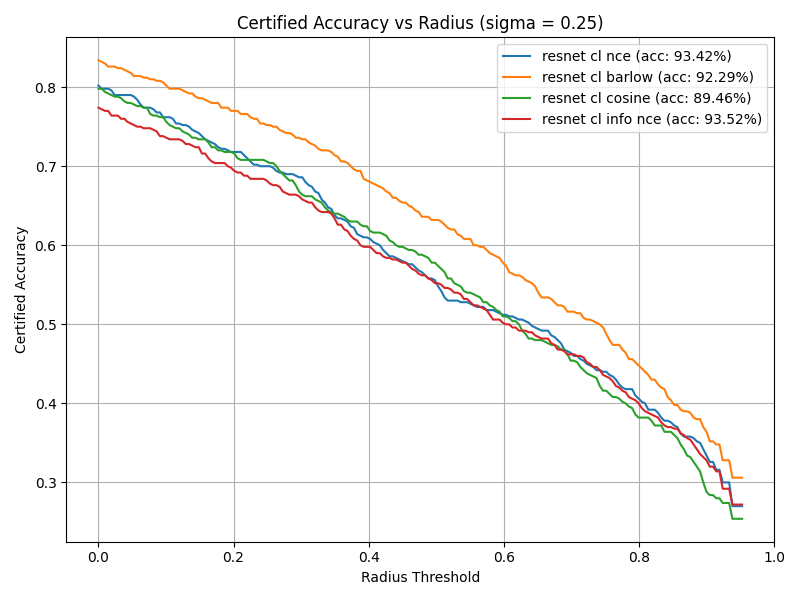 Certified Accuracy vs Radius (sigma = 0.25)
resnet cl nce (acc: 93.42%)
resnet cl barlow (acc: 92.29%)
resnet cl cosine (acc: 89.46%)
resnet cl info nce (acc: 93.52%)
Certified Accuracy
0.8
0.7
0.6
0.5
0.4
0.3
0.0 0.2 0.4 0.6 0.8 1.0
Radius Threshold